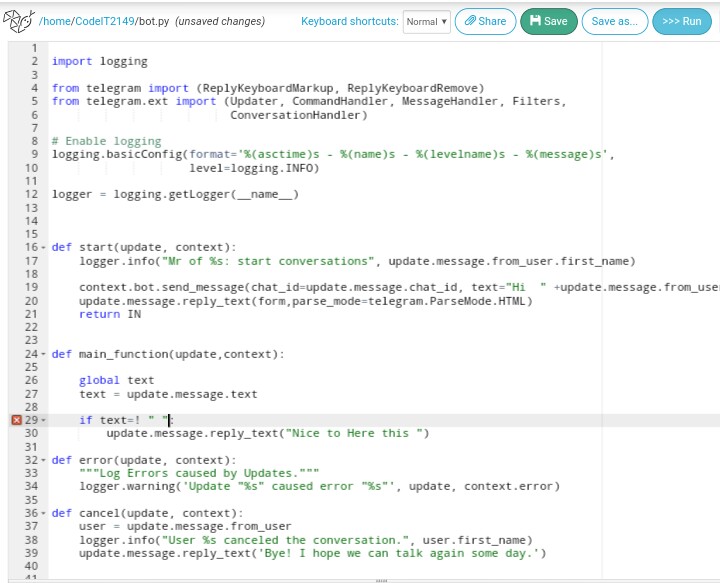 /home/CodeIT2149/bot.py (unsaved changes) Keyboard shortcuts: Normal Share Save Save as... >>> Run
1
2 import logging
3
4 from telegram import (ReplyKeyboardMarkup, ReplyKeyboardRemove)
5 from telegram.ext import (Updater, CommandHandler, MessageHandler, Filters,
6 ConversationHandler)
7
8 # Enable logging
9 logging.basicConfig(format='%(asctime)s - %(name)s - %(levelname)s - %(message)s',
10 level=logging.INFO)
11
12 logger = logging.getLogger(__name__)
13
14
15
16 def start(update, context):
17 logger.info("Mr of %s: start conversations", update.message.from_user.first_name)
18
19 context.bot.send_message(chat_id=update.message.chat_id, text="Hi " +update.message.from_use
20 update.message.reply_text(form,parse_mode=telegram.ParseMode.HTML)
21 return IN
22
23
24 def main_function(update,context):
25
26 global text
27 text = update.message.text
28
29 if text=! " ":
30 update.message.reply_text("Nice to Here this ")
31
32 def error(update, context):
33 """Log Errors caused by Updates."""
34 logger.warning('Update "%s" caused error "%s"', update, context.error)
35
36 def cancel(update, context):
37 user = update.message.from_user
38 logger.info("User %s canceled the conversation.", user.first_name)
39 update.message.reply_text('Bye! I hope we can talk again some day.')
40
41